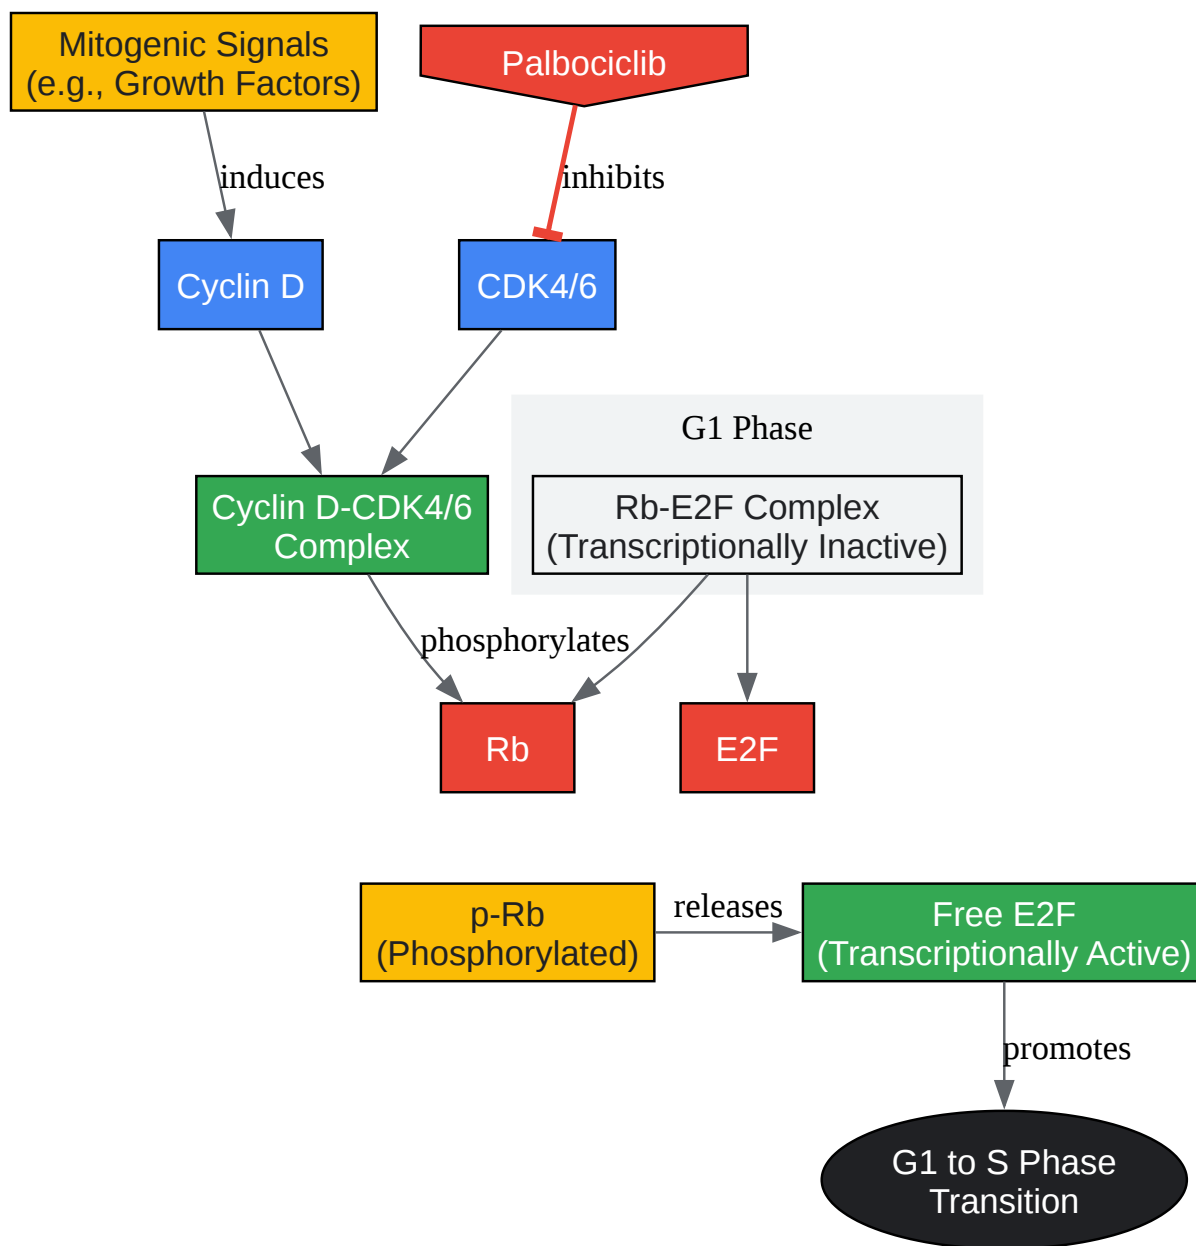 Mitogenic Signals
(e.g., Growth Factors)
Palbociclib
induces
inhibits
Cyclin D
CDK4/6
G1 Phase
Cyclin D-CDK4/6
Complex
Rb-E2F Complex
(Transcriptionally Inactive)
phosphorylates
Rb
E2F
p-Rb
(Phosphorylated)
releases
Free E2F
(Transcriptionally Active)
promotes
G1 to S Phase
Transition